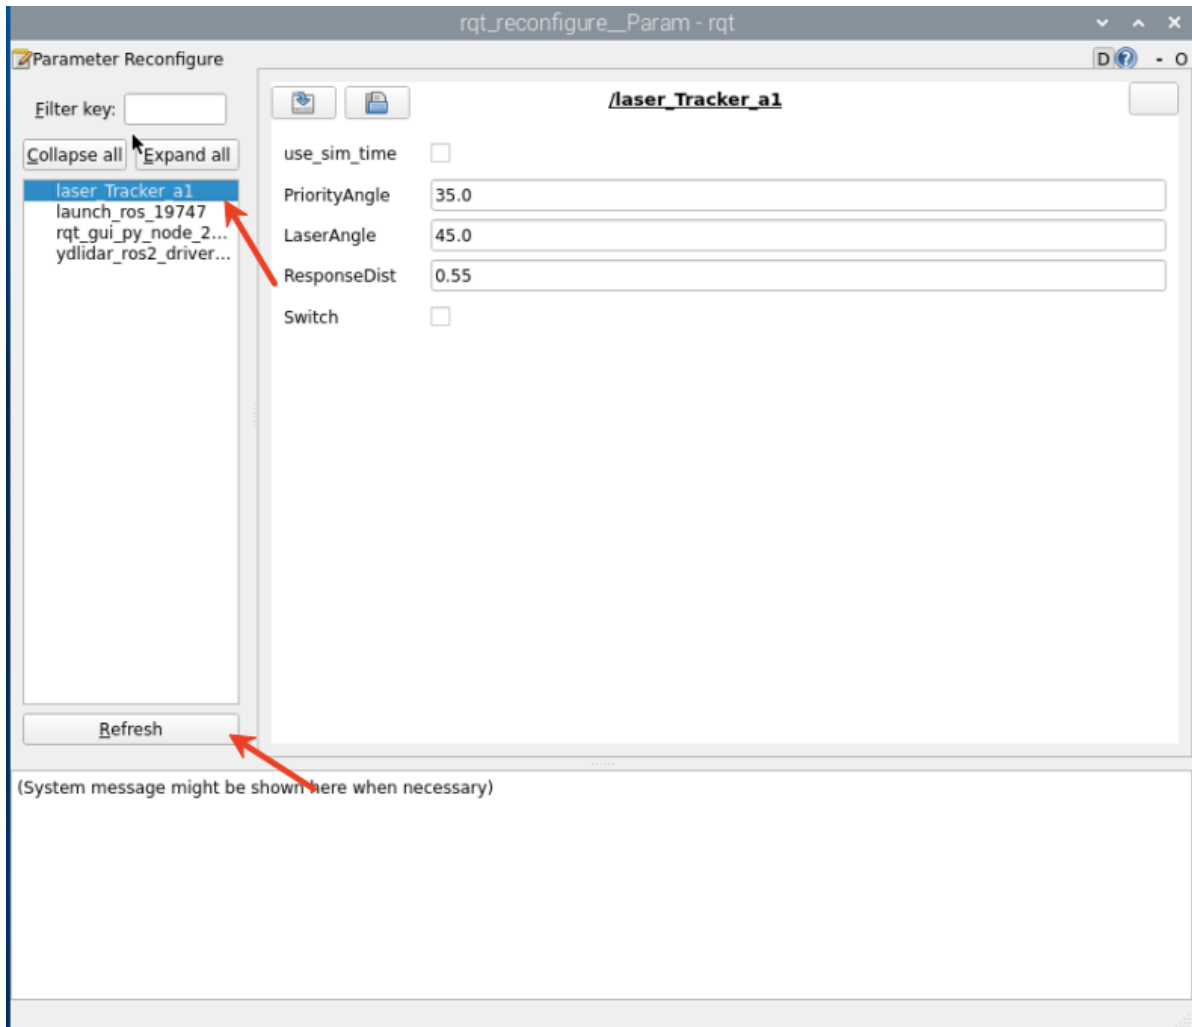 rqt_reconfigure__Param - rqt
Parameter Reconfigure
D - O
Filter key:
Collapse all Expand all
laser_Tracker_a1
launch_ros_19747
rqt_gui_py_node_2...
ydlidar_ros2_driver...
Refresh
/laser_Tracker_a1
use_sim_time
PriorityAngle 35.0
LaserAngle 45.0
ResponseDist 0.55
Switch
(System message might be shown here when necessary)